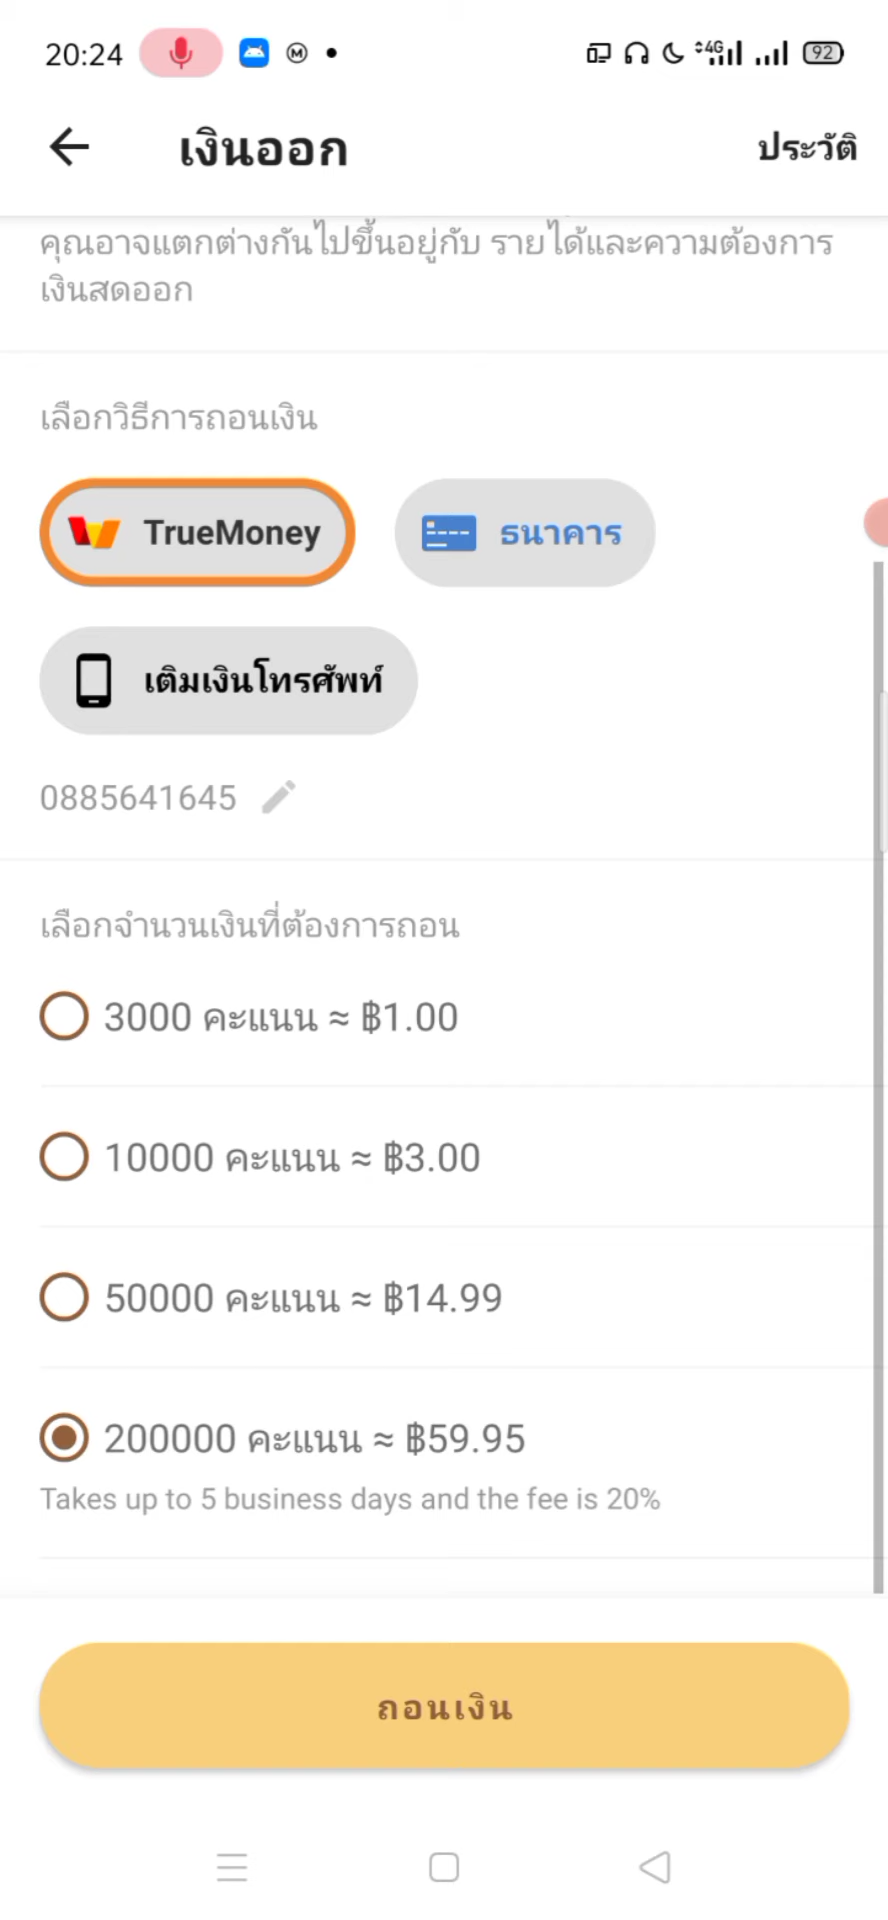 20:24
4G
92
เงินออก
ประวัติ
คุณอาจแตกต่างกันไปขึ้นอยู่กับ รายได้และความต้องการ
เงินสดออก
เลือกวิธีการถอนเงิน
TrueMoney
ธนาคาร
เติมเงินโทรศัพท์
0885641645
เลือกจำนวนเงินที่ต้องการถอน
3000 คะแนน ≈ ฿1.00
10000 คะแนน ≈ ฿3.00
50000 คะแนน ≈ ฿14.99
200000 คะแนน ≈ ฿59.95
Takes up to 5 business days and the fee is 20%
ถอนเงิน